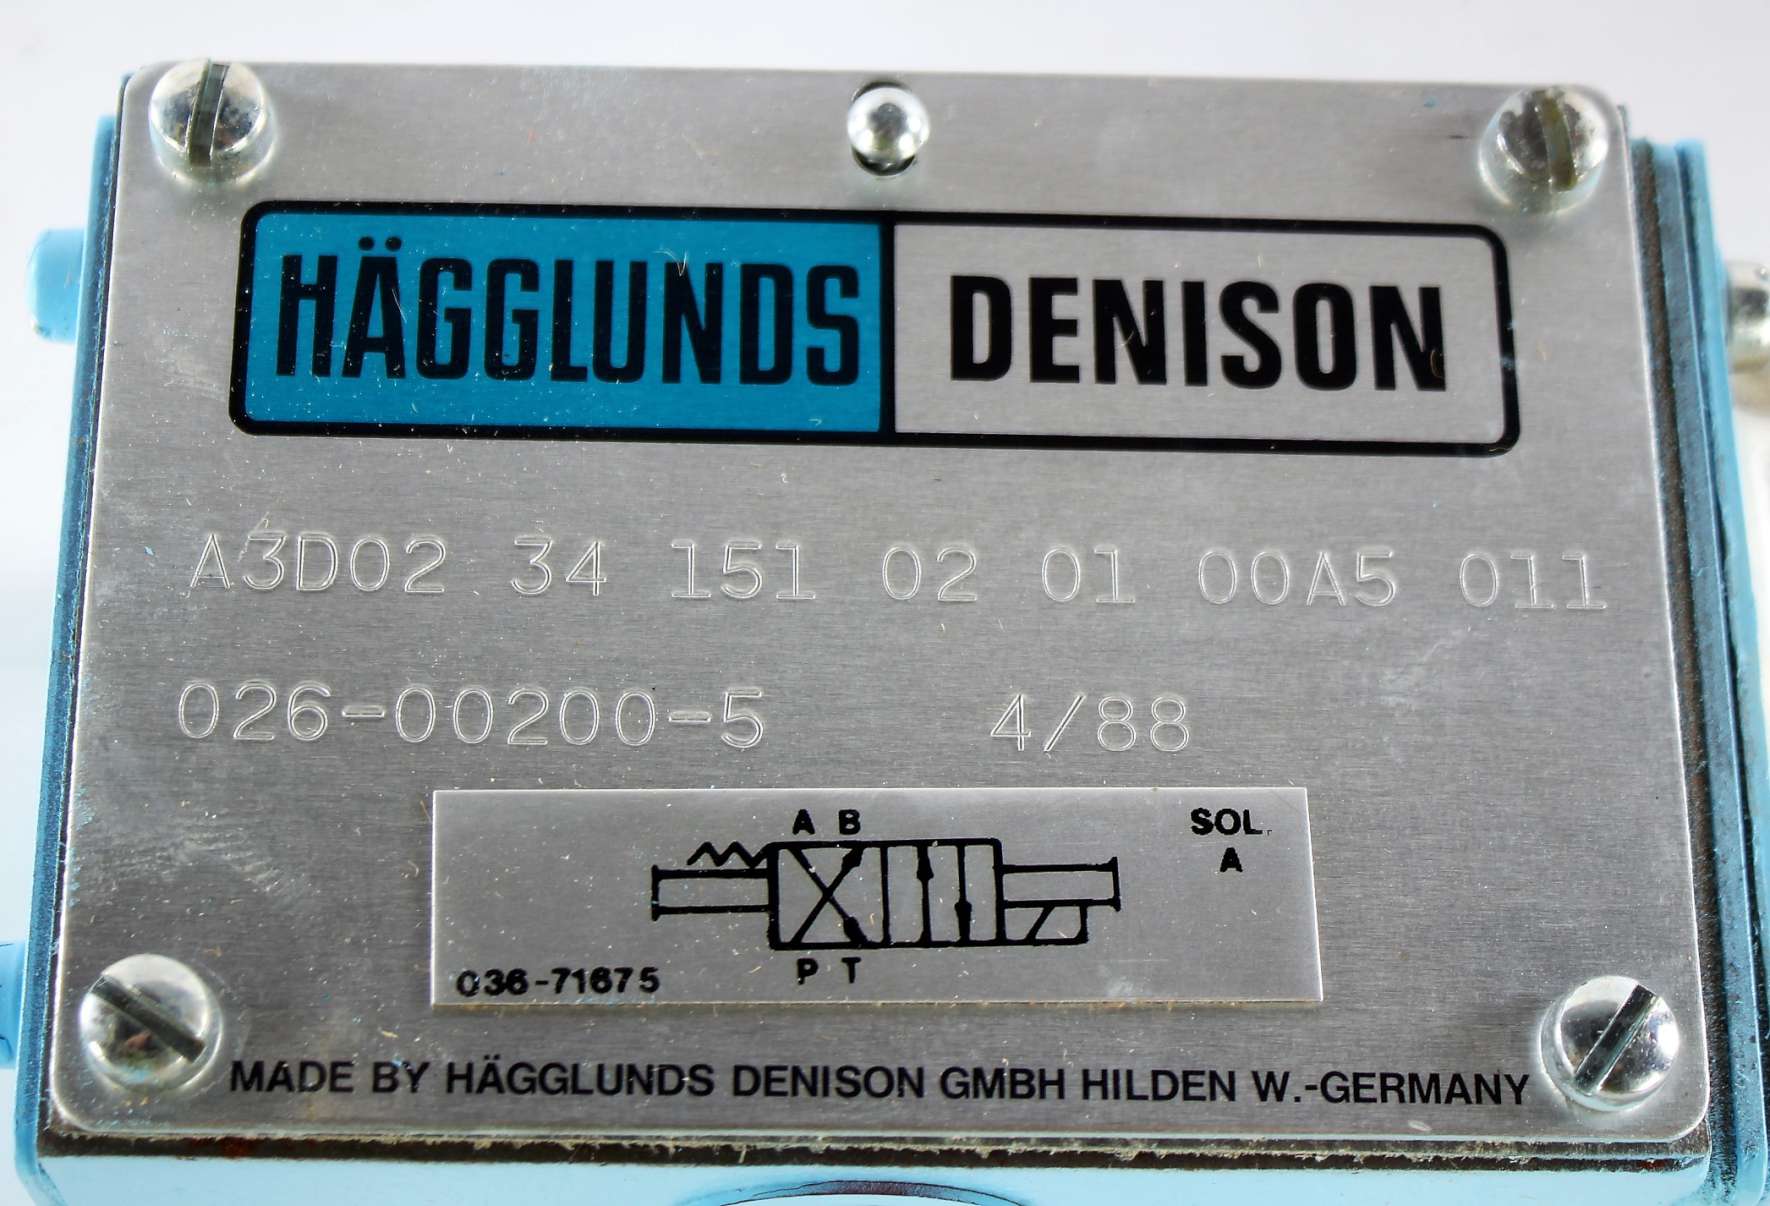 HÄGGLUNDS DENISON
A3D02 34 151 02 01 00A5 011
026-00200-5 4/88
A B
SOL.
A
P T
036-71675
MADE BY HÄGGLUNDS DENISON GMBH HILDEN W.-GERMANY